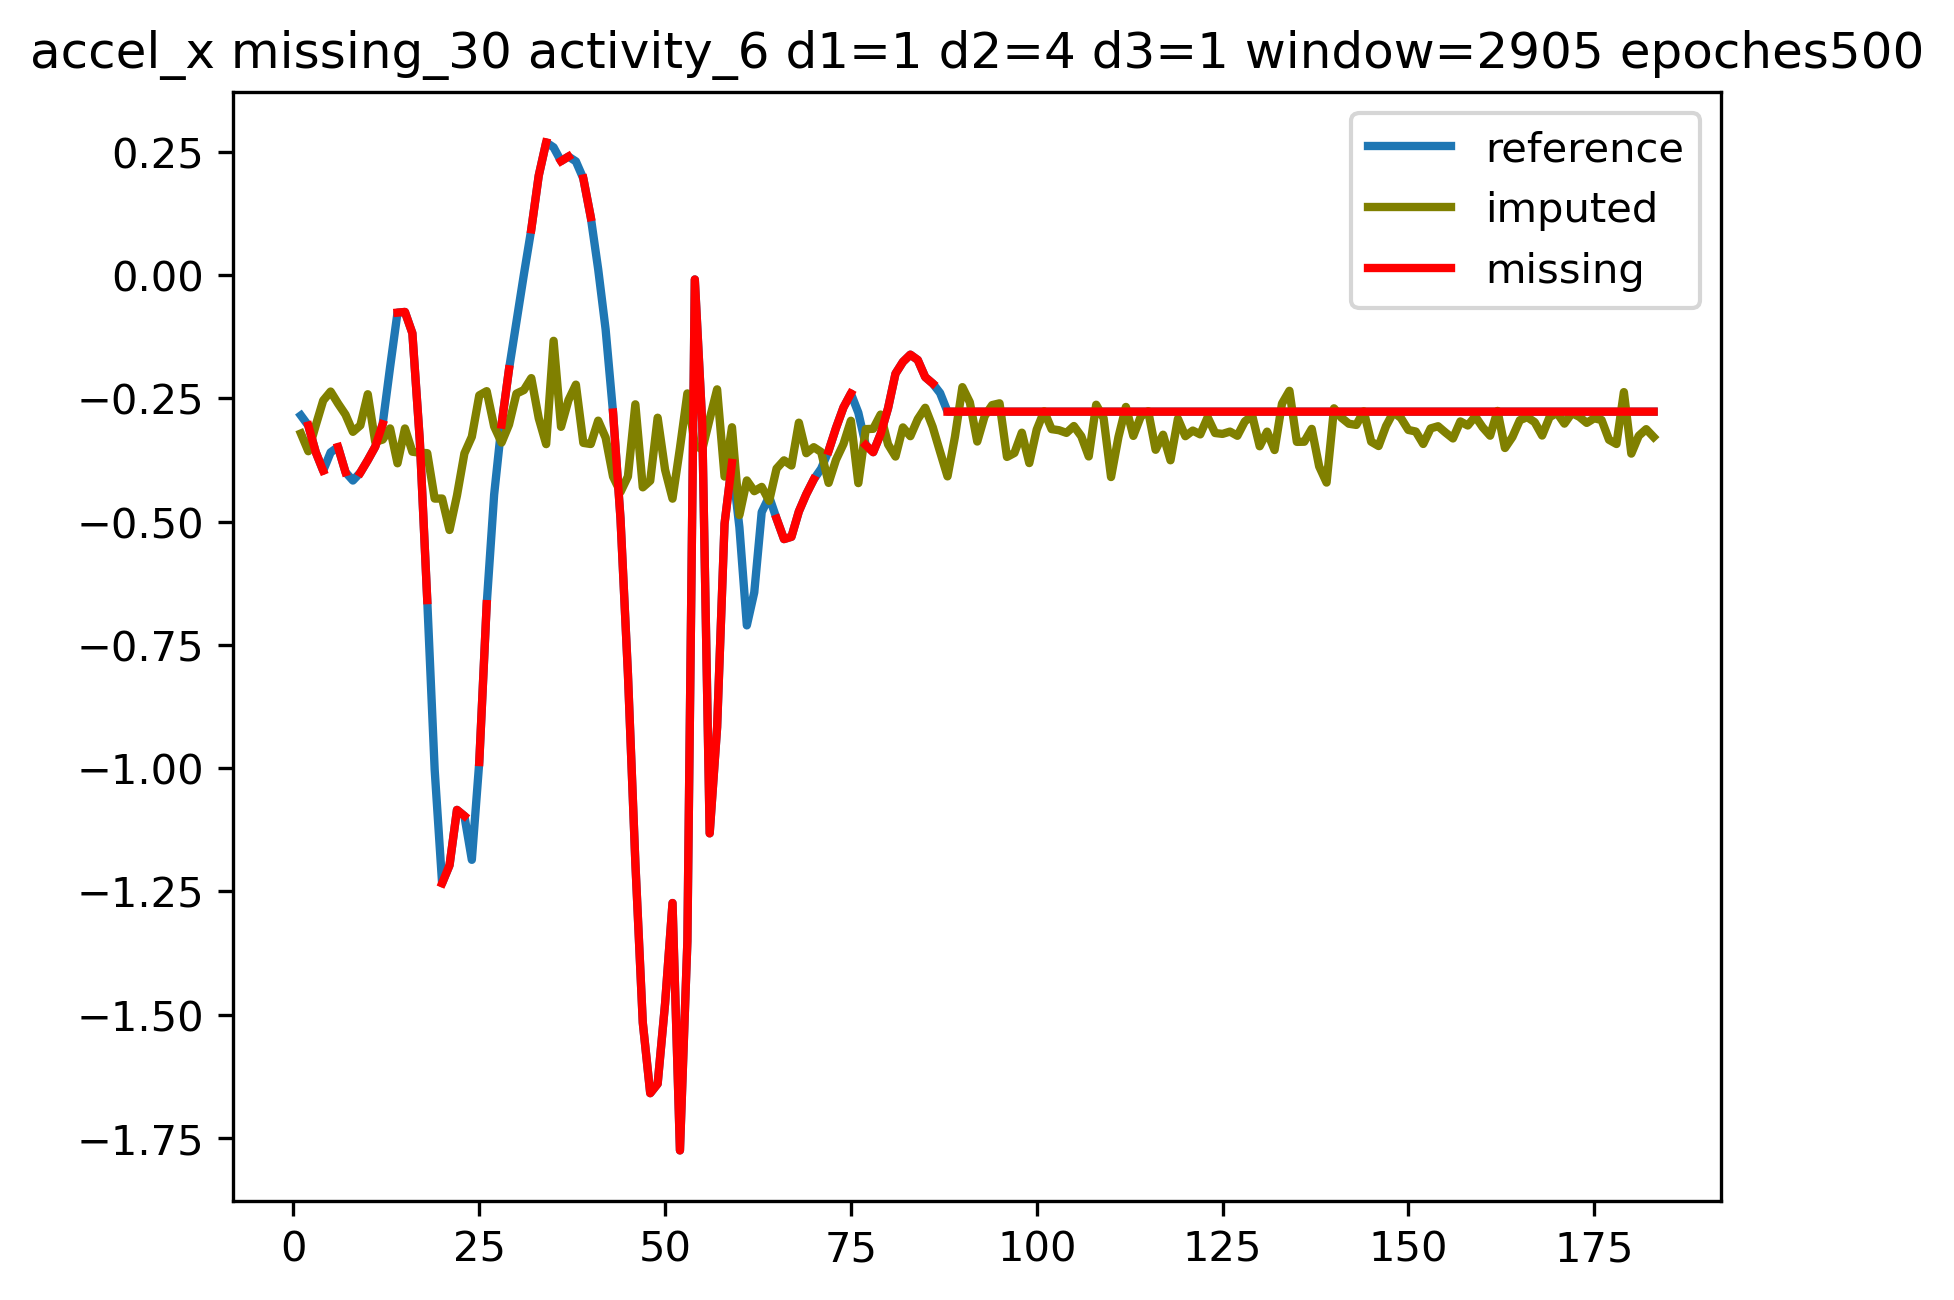 accel_x missing_30 activity_6 d1=1 d2=4 d3=1 window=2905 epoches500
reference
imputed
missing
0.25
0.00
−0.25
−0.50
−0.75
−1.00
−1.25
−1.50
−1.75
0 25 50 75 100 125 150 175